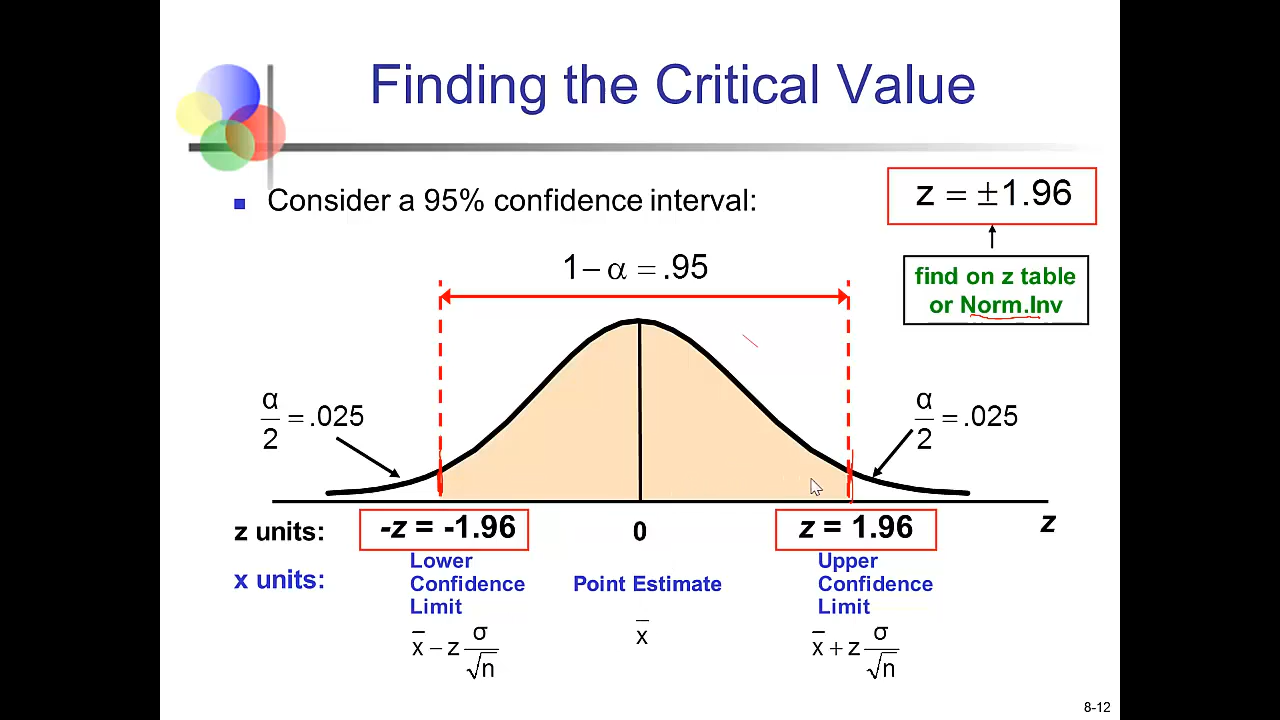 Finding the Critical Value
Consider a 95% confidence interval:
z = ±1.96
find on z table
or Norm.Inv
1 − α = .95
α/2 = .025
α/2 = .025
z units:
-z = -1.96
0
z = 1.96
z
x units:
Lower
Confidence
Limit
Point Estimate
Upper
Confidence
Limit
x̅ − z σ/√n
x̅
x̅ + z σ/√n
8-12